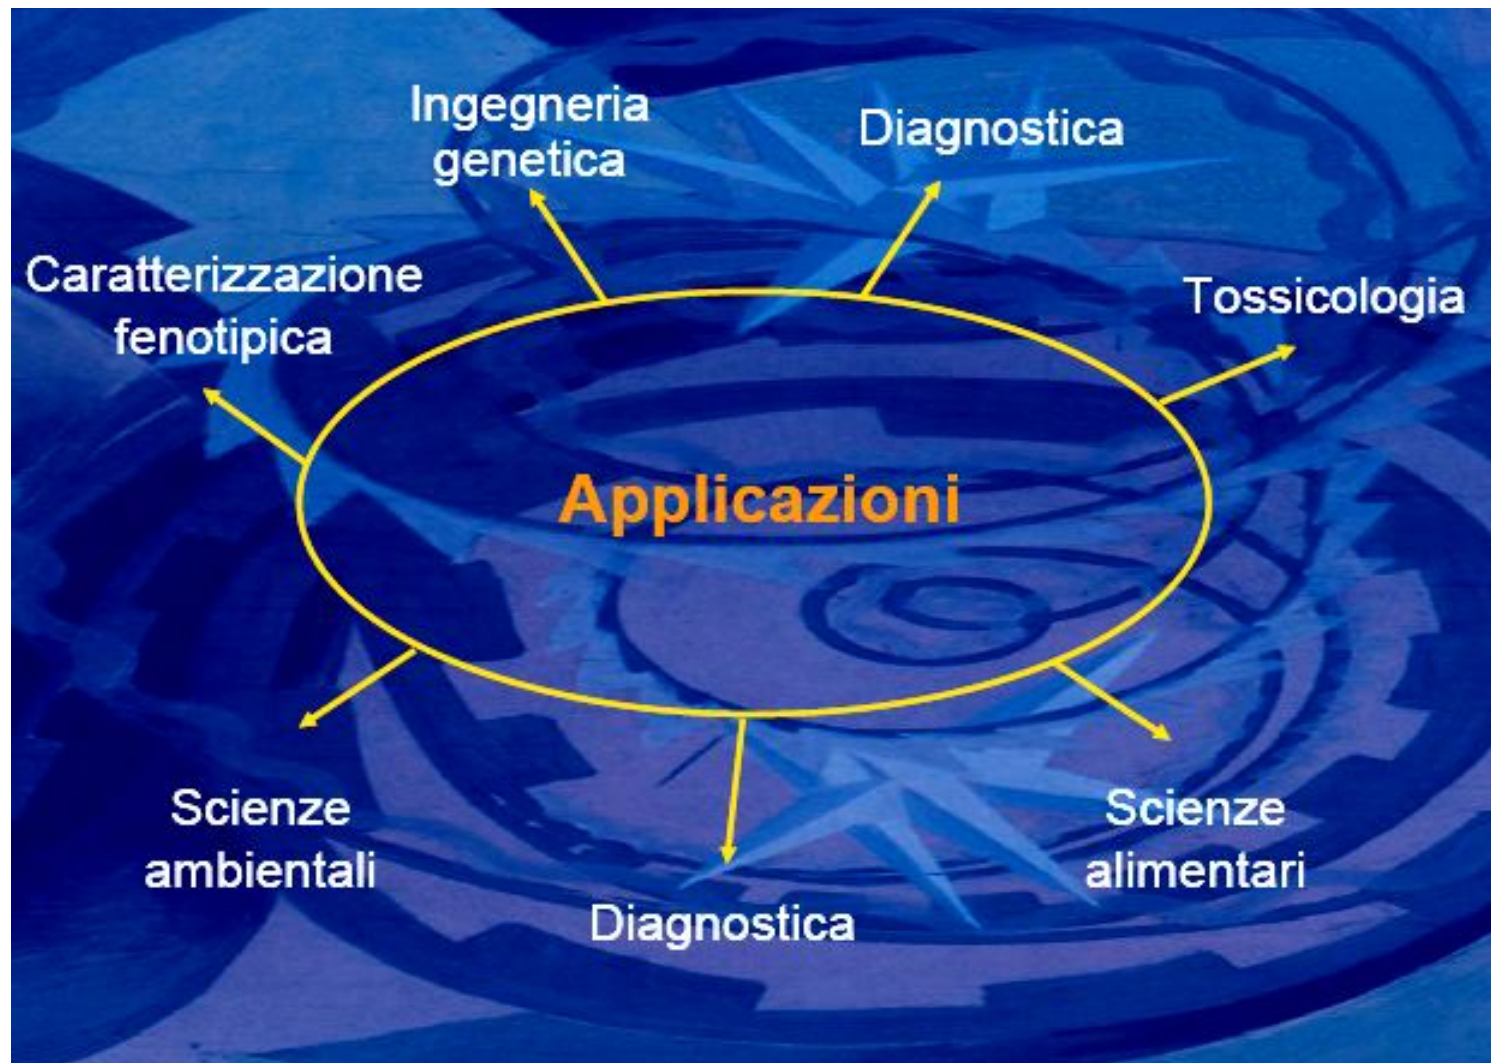 Ingegneria
genetica
Diagnostica
Caratterizzazione
fenotipica
Tossicologia
Applicazioni
Scienze
ambientali
Diagnostica
Scienze
alimentari